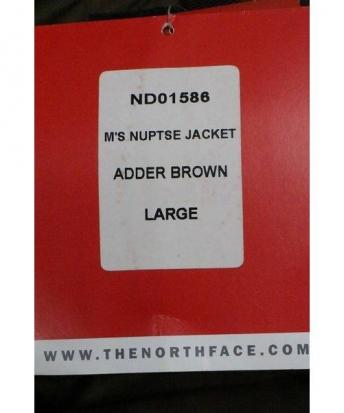 ND01586
M'S NUPTSE JACKET
ADDER BROWN
LARGE
WWW.THENORTHFACE.COM